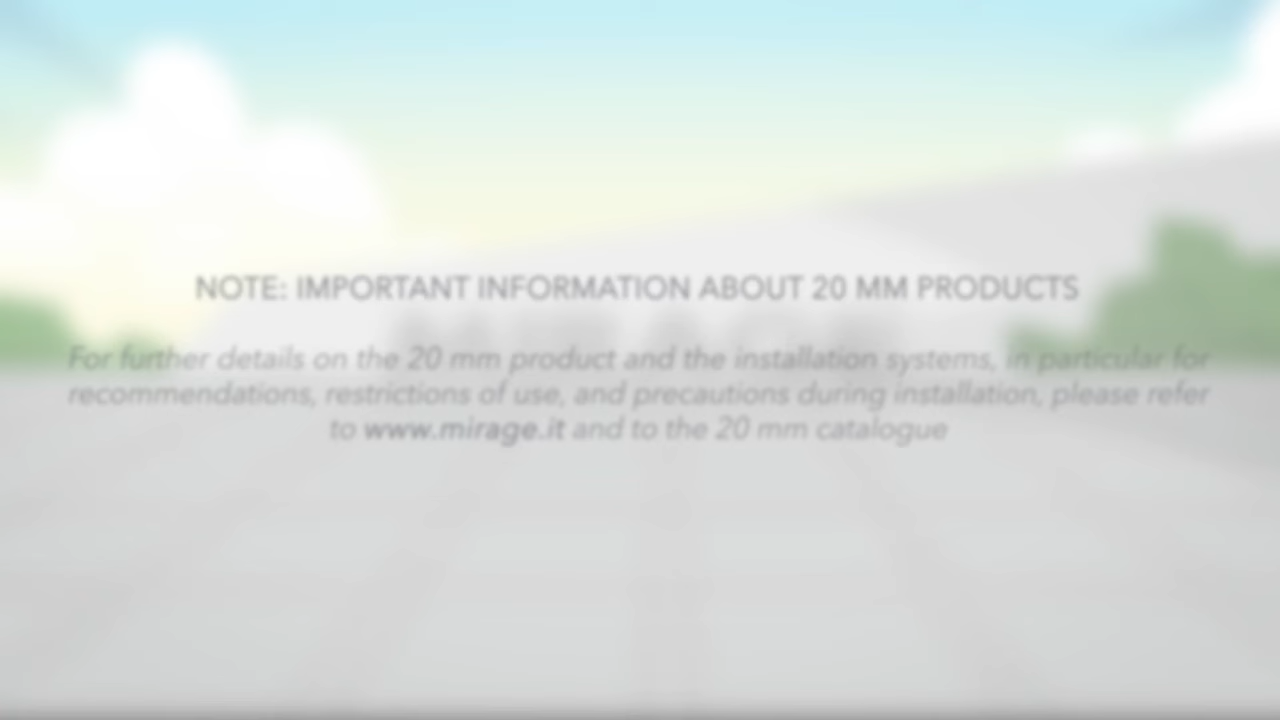 NOTE: IMPORTANT INFORMATION ABOUT 20 MM PRODUCTS
For further details on the 20 mm product and the installation systems, in particular for
recommendations, restrictions of use, and precautions during installation, please refer
to www.mirage.it and to the 20 mm catalogue